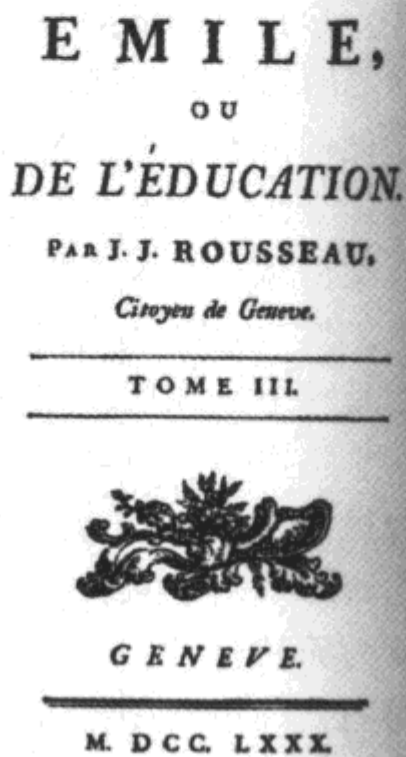 EMILE,
OU
DE L'ÉDUCATION.
PAR J. J. ROUSSEAU,
Citoyen de Geneve.
TOME III.
GENEVE.
M. DCC. LXXX.